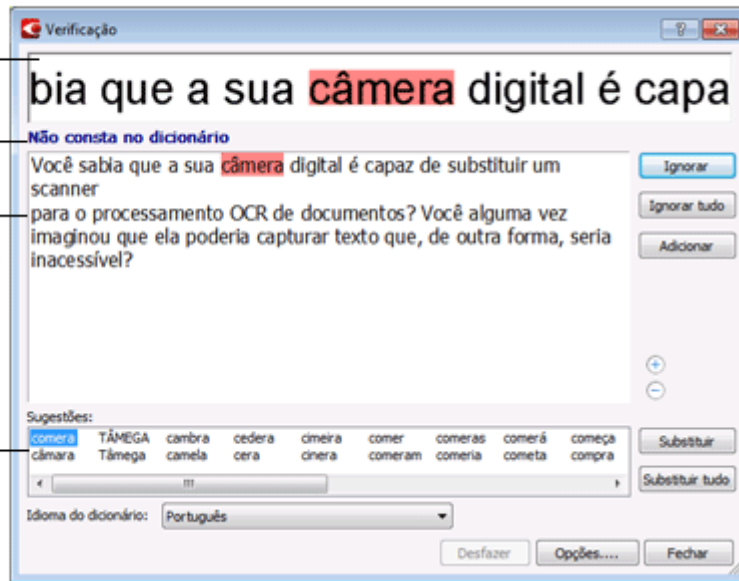 Verificação
bia que a sua câmera digital é capa
Não consta no dicionário
Você sabia que a sua câmera digital é capaz de substituir um
scanner
para o processamento OCR de documentos? Você alguma vez
imaginou que ela poderia capturar texto que, de outra forma, seria
inacessível?
Ignorar
Ignorar tudo
Adicionar
Sugestões:
comera TÂMEGA cambra cedera cimeira comer comeras comerá começa
câmara Tâmega camela cera cinera comeram comeria cometa compra
Substituir
Substituir tudo
Idioma do dicionário: Português
Desfazer Opções.... Fechar